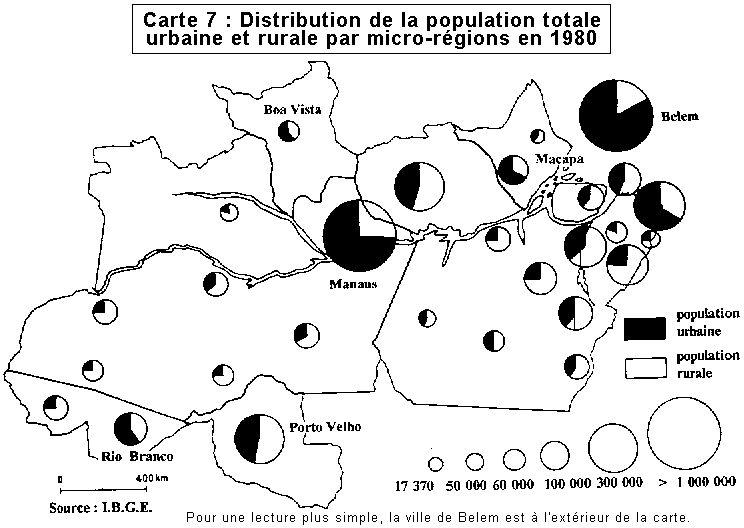 Carte 7 : Distribution de la population totale
urbaine et rurale par micro-régions en 1980
Boa Vista
Belem
Macapa
Manaus
population
urbaine
population
rurale
Porto Velho
Rio Branco
0 400 km
17 370 50 000 60 000 100 000 300 000 > 1 000 000
Source : I.B.G.E.
Pour une lecture plus simple, la ville de Belem est à l'extérieur de la carte.